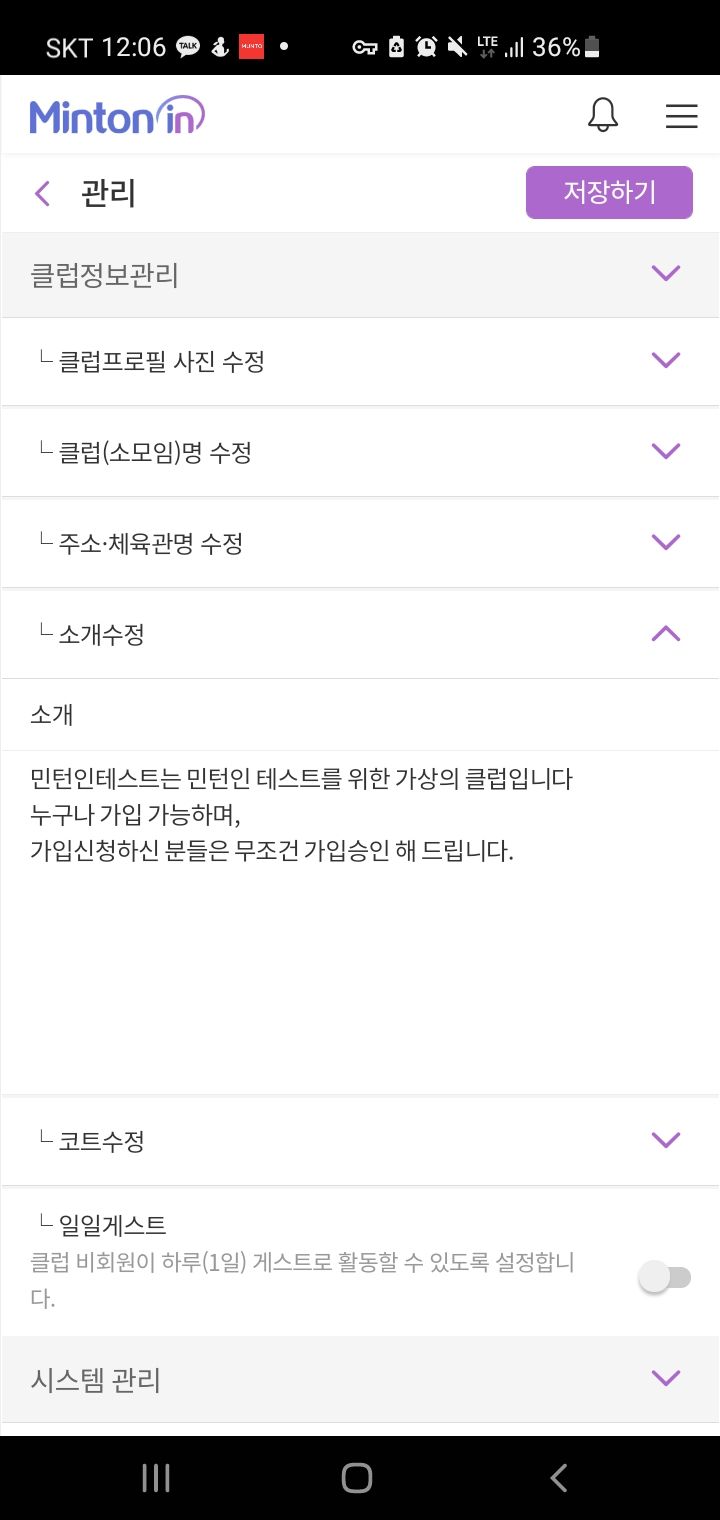 SKT 12:06 TALK MUNTO LTE 36%
Minton in
관리
저장하기
클럽정보관리
└ 클럽프로필 사진 수정
└ 클럽(소모임)명 수정
└ 주소·체육관명 수정
└ 소개수정
소개
민턴인테스트는 민턴인 테스트를 위한 가상의 클럽입니다
누구나 가입 가능하며,
가입신청하신 분들은 무조건 가입승인 해 드립니다.
└ 코트수정
└ 일일게스트
클럽 비회원이 하루(1일) 게스트로 활동할 수 있도록 설정합니
다.
시스템 관리